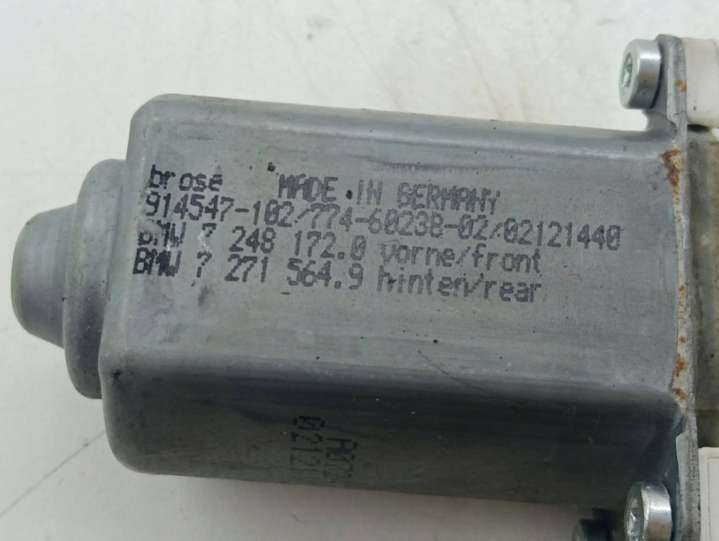 brose MADE IN GERMANY
914547-102/774-6023B-02/02121440
BMW 7 248 172.0 vorne/front
BMW 7 271 564.9 hinten/rear